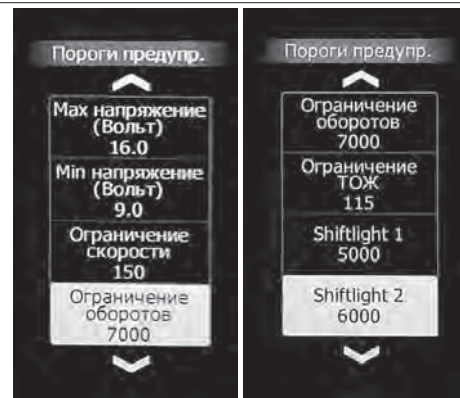 Пороги предупр.
Max напряжение
(Вольт)
16.0
Min напряжение
(Вольт)
9.0
Ограничение
скорости
150
Ограничение
оборотов
7000
Пороги предупр.
Ограничение
оборотов
7000
Ограничение
ТОЖ
115
Shiftlight 1
5000
Shiftlight 2
6000